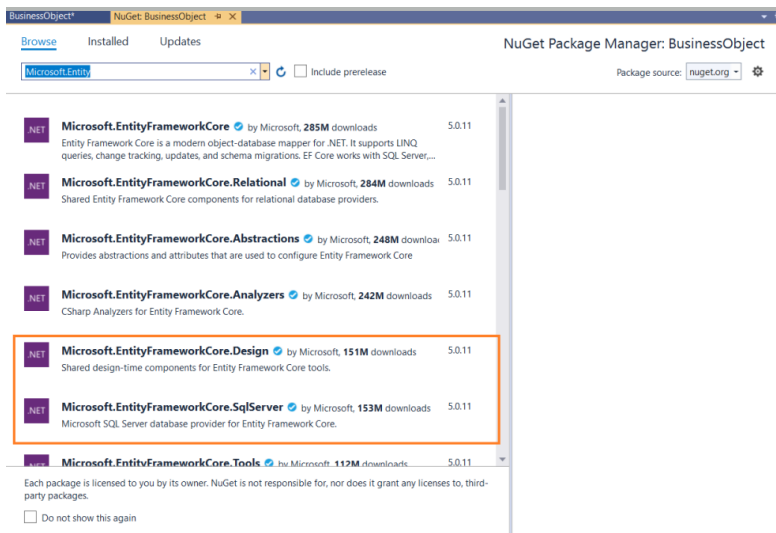 BusinessObject* NuGet: BusinessObject
Browse Installed Updates NuGet Package Manager: BusinessObject
Microsoft.Entity Include prerelease Package source: nuget.org
.NET Microsoft.EntityFrameworkCore by Microsoft, 285M downloads 5.0.11
Entity Framework Core is a modern object-database mapper for .NET. It supports LINQ
queries, change tracking, updates, and schema migrations. EF Core works with SQL Server,...
.NET Microsoft.EntityFrameworkCore.Relational by Microsoft, 284M downloads 5.0.11
Shared Entity Framework Core components for relational database providers.
.NET Microsoft.EntityFrameworkCore.Abstractions by Microsoft, 248M downloa 5.0.11
Provides abstractions and attributes that are used to configure Entity Framework Core
.NET Microsoft.EntityFrameworkCore.Analyzers by Microsoft, 242M downloads 5.0.11
CSharp Analyzers for Entity Framework Core.
.NET Microsoft.EntityFrameworkCore.Design by Microsoft, 151M downloads 5.0.11
Shared design-time components for Entity Framework Core tools.
.NET Microsoft.EntityFrameworkCore.SqlServer by Microsoft, 153M downloads 5.0.11
Microsoft SQL Server database provider for Entity Framework Core.
.NET Microsoft.EntityFrameworkCore.Tools by Microsoft, 112M downloads 5.0.11
Each package is licensed to you by its owner. NuGet is not responsible for, nor does it grant any licenses to, third-
party packages.
Do not show this again